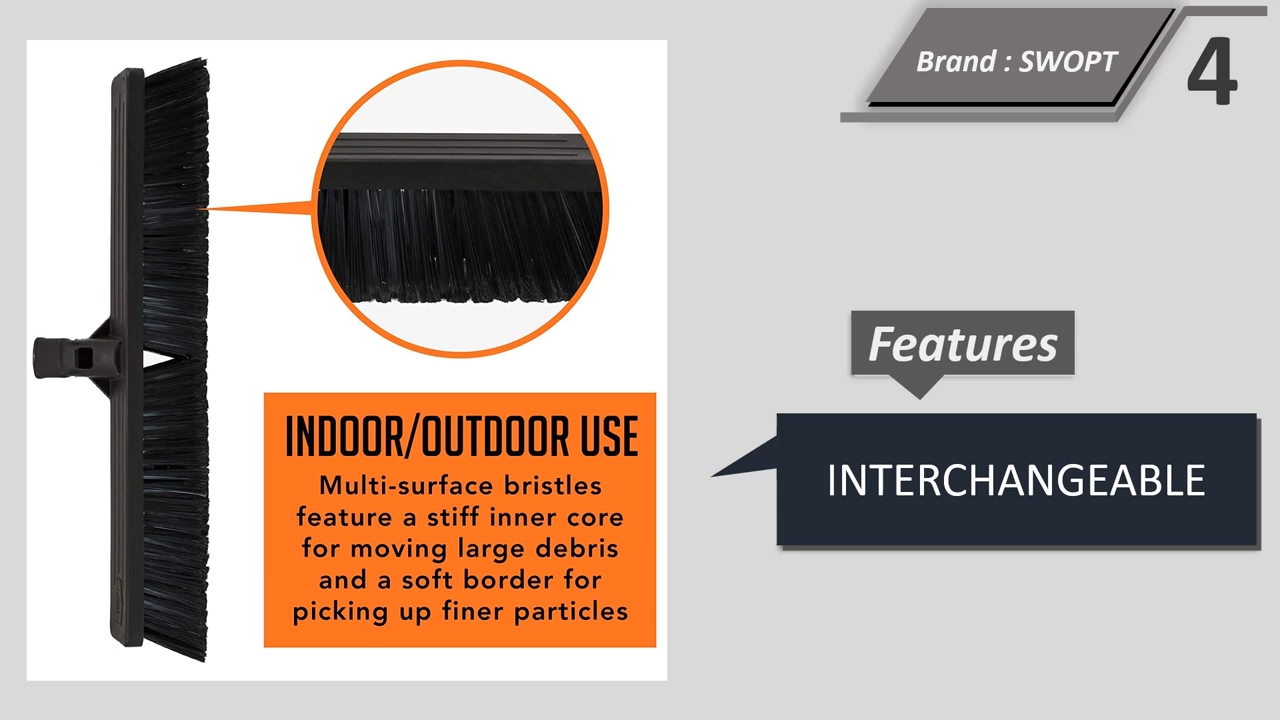 Brand : SWOPT
4
INDOOR/OUTDOOR USE
Multi-surface bristles
feature a stiff inner core
for moving large debris
and a soft border for
picking up finer particles
Features
INTERCHANGEABLE